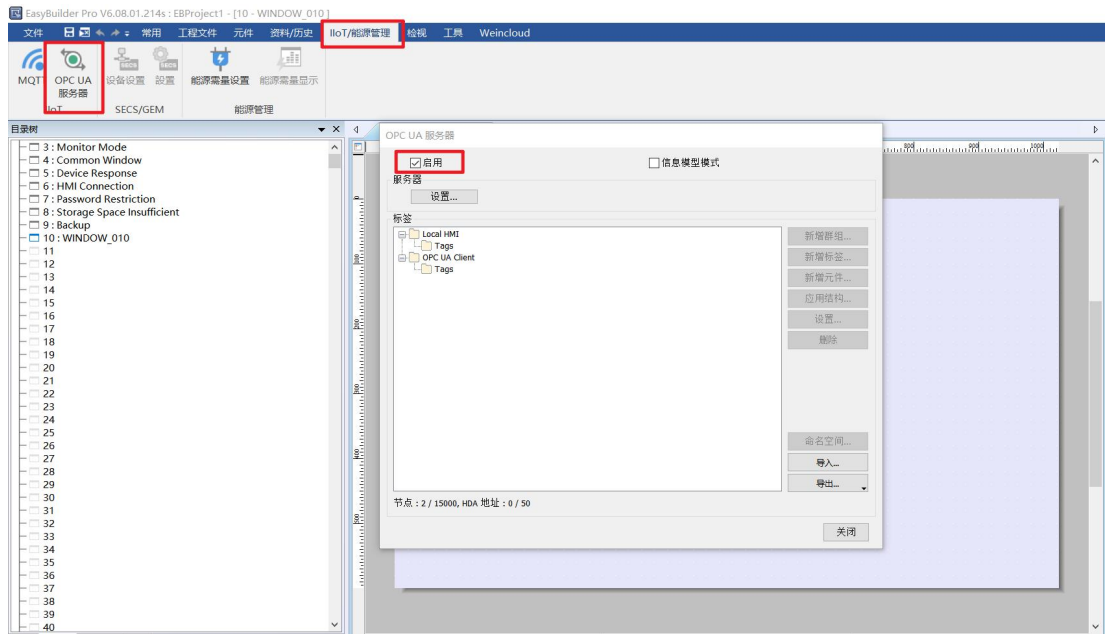 EasyBuilder Pro V6.08.01.214s : EBProject1 - [10 - WINDOW_010 ]
文件 常用 工程文件 元件 资料/历史 IIoT/能源管理 检视 工具 Weincloud
MQTT OPC UA 服务器 设备设置 設置 能源需量设置 能源需量显示
IIoT SECS/GEM 能源管理
目录树
3 : Monitor Mode
4 : Common Window
5 : Device Response
6 : HMI Connection
7 : Password Restriction
8 : Storage Space Insufficient
9 : Backup
10 : WINDOW_010
11
12
13
14
15
16
17
18
19
20
21
22
23
24
25
26
27
28
29
30
31
32
33
34
35
36
37
38
39
40
OPC UA 服务器
启用 信息模型模式
服务器
设置...
标签
Local HMI
Tags
OPC UA Client
Tags
新增群组...
新增标签...
新增元件...
应用结构...
设置...
删除
命名空间...
导入...
导出...
节点 : 2 / 15000, HDA 地址 : 0 / 50
关闭